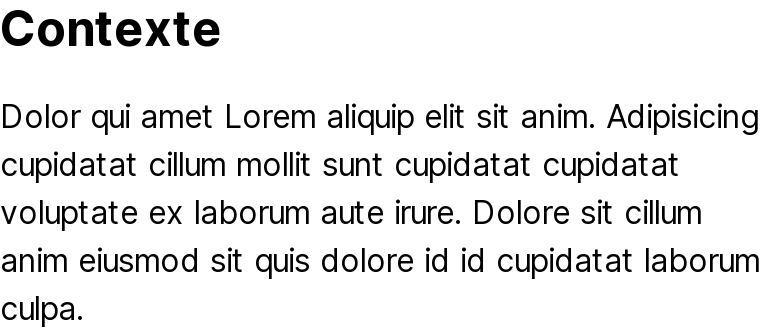 Contexte
Dolor qui amet Lorem aliquip elit sit anim. Adipisicing
cupidatat cillum mollit sunt cupidatat cupidatat
voluptate ex laborum aute irure. Dolore sit cillum
anim eiusmod sit quis dolore id id cupidatat laborum
culpa.